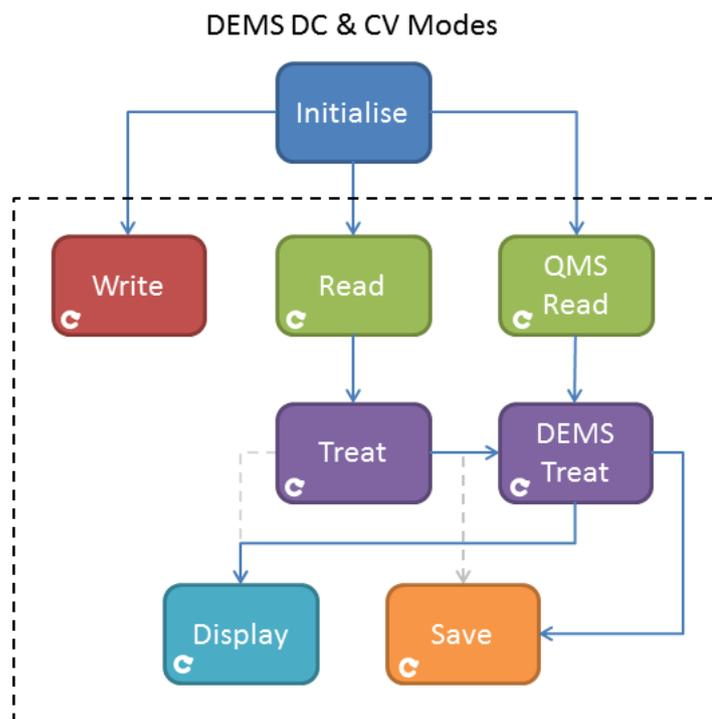 DEMS DC & CV Modes
Initialise
Write
Read
QMS
Read
Treat
DEMS
Treat
Display
Save